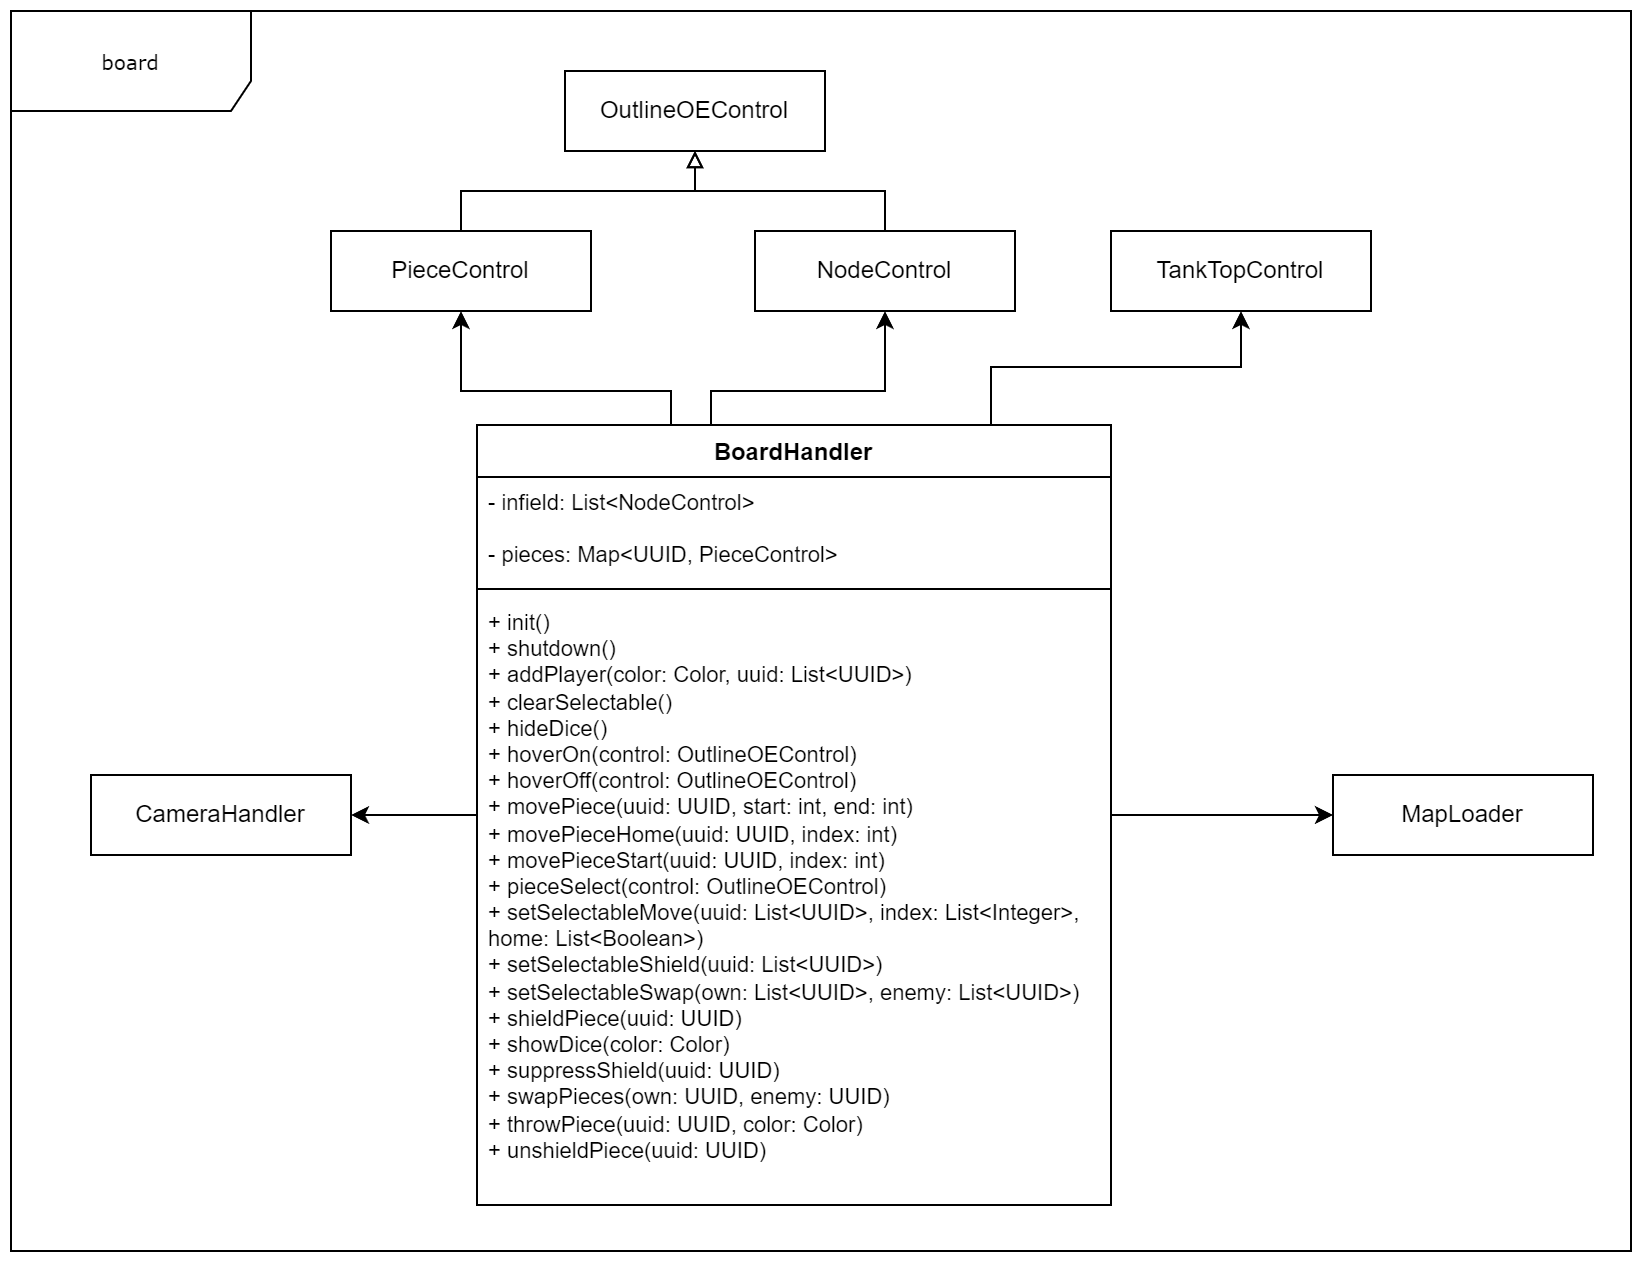 board
OutlineOEControl
PieceControl
NodeControl
TankTopControl
BoardHandler
- infield: List<NodeControl>
- pieces: Map<UUID, PieceControl>
+ init()
+ shutdown()
+ addPlayer(color: Color, uuid: List<UUID>)
+ clearSelectable()
+ hideDice()
+ hoverOn(control: OutlineOEControl)
+ hoverOff(control: OutlineOEControl)
+ movePiece(uuid: UUID, start: int, end: int)
+ movePieceHome(uuid: UUID, index: int)
+ movePieceStart(uuid: UUID, index: int)
+ pieceSelect(control: OutlineOEControl)
+ setSelectableMove(uuid: List<UUID>, index: List<Integer>,
home: List<Boolean>)
+ setSelectableShield(uuid: List<UUID>)
+ setSelectableSwap(own: List<UUID>, enemy: List<UUID>)
+ shieldPiece(uuid: UUID)
+ showDice(color: Color)
+ suppressShield(uuid: UUID)
+ swapPieces(own: UUID, enemy: UUID)
+ throwPiece(uuid: UUID, color: Color)
+ unshieldPiece(uuid: UUID)
CameraHandler
MapLoader